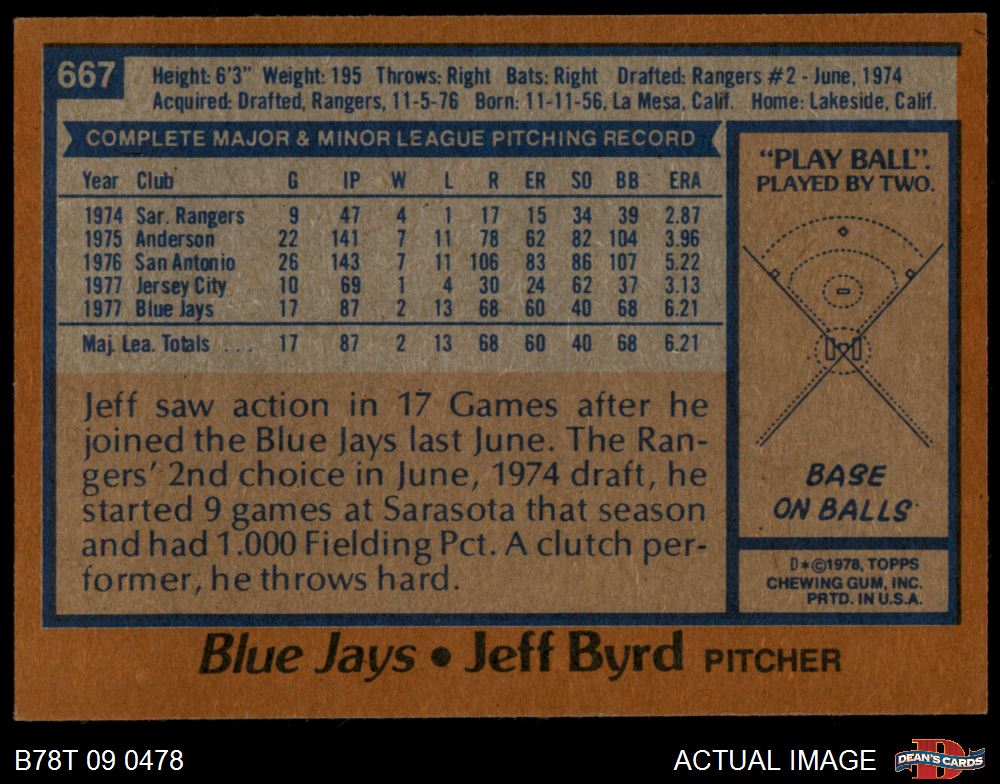 667
Height: 6'3" Weight: 195 Throws: Right Bats: Right Drafted: Rangers #2 - June, 1974
Acquired: Drafted, Rangers, 11-5-76 Born: 11-11-56, La Mesa, Calif. Home: Lakeside, Calif.
COMPLETE MAJOR & MINOR LEAGUE PITCHING RECORD
Year Club G IP W L R ER SO BB ERA
1974 Sar. Rangers 9 47 4 1 17 15 34 39 2.87
1975 Anderson 22 141 7 11 78 62 82 104 3.96
1976 San Antonio 26 143 7 11 106 83 86 107 5.22
1977 Jersey City 10 69 1 4 30 24 62 37 3.13
1977 Blue Jays 17 87 2 13 68 60 40 68 6.21
Maj. Lea. Totals ... 17 87 2 13 68 60 40 68 6.21
Jeff saw action in 17 Games after he
joined the Blue Jays last June. The Ran-
gers' 2nd choice in June, 1974 draft, he
started 9 games at Sarasota that season
and had 1.000 Fielding Pct. A clutch per-
former, he throws hard.
"PLAY BALL".
PLAYED BY TWO.
BASE
ON BALLS
D*©1978, TOPPS
CHEWING GUM, INC.
PRTD. IN U.S.A.
Blue Jays • Jeff Byrd PITCHER
B78T 09 0478
ACTUAL IMAGE
D
DEAN'S CARDS